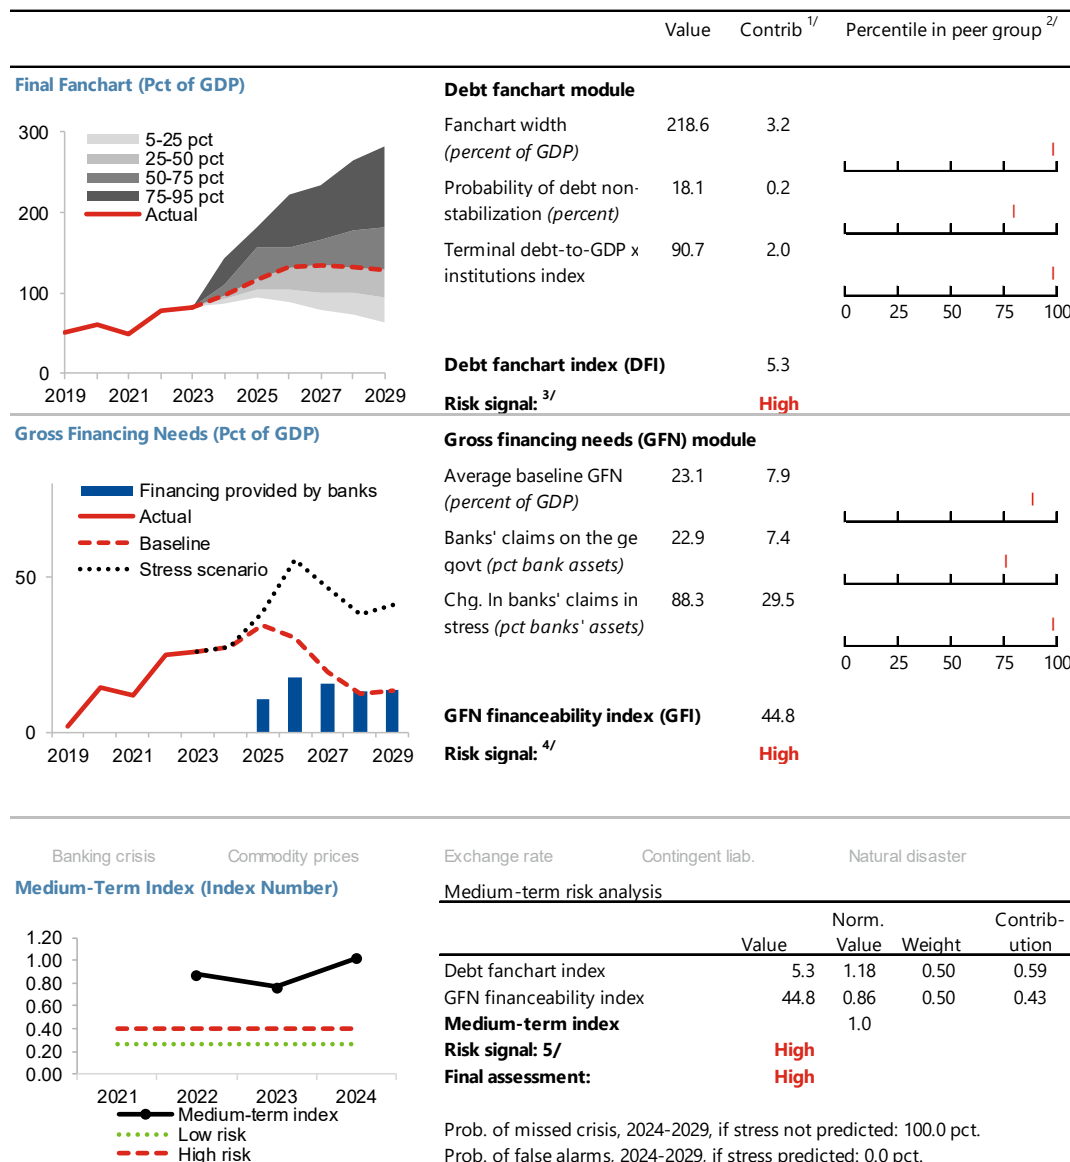 Value Contrib 1/ Percentile in peer group 2/
Final Fanchart (Pct of GDP)
300
200
100
0
5-25 pct
25-50 pct
50-75 pct
75-95 pct
Actual
2019 2021 2023 2025 2027 2029
Debt fanchart module
Fanchart width 218.6 3.2
(percent of GDP)
Probability of debt non- 18.1 0.2
stabilization (percent)
Terminal debt-to-GDP x 90.7 2.0
institutions index
0 25 50 75 100
Debt fanchart index (DFI) 5.3
Risk signal: 3/ High
Gross Financing Needs (Pct of GDP)
Financing provided by banks
Actual
Baseline
Stress scenario
50
0
2019 2021 2023 2025 2027 2029
Gross financing needs (GFN) module
Average baseline GFN 23.1 7.9
(percent of GDP)
Banks' claims on the ge 22.9 7.4
govt (pct bank assets)
Chg. In banks' claims in 88.3 29.5
stress (pct banks' assets)
0 25 50 75 100
GFN financeability index (GFI) 44.8
Risk signal: 4/ High
Banking crisis Commodity prices Exchange rate Contingent liab. Natural disaster
Medium-Term Index (Index Number)
1.20
1.00
0.80
0.60
0.40
0.20
0.00
2021 2022 2023 2024
Medium-term index
Low risk
High risk
Medium-term risk analysis
Norm. Contrib-
Value Value Weight ution
Debt fanchart index 5.3 1.18 0.50 0.59
GFN financeability index 44.8 0.86 0.50 0.43
Medium-term index 1.0
Risk signal: 5/ High
Final assessment: High
Prob. of missed crisis, 2024-2029, if stress not predicted: 100.0 pct.
Prob. of false alarms, 2024-2029, if stress predicted: 0.0 pct.